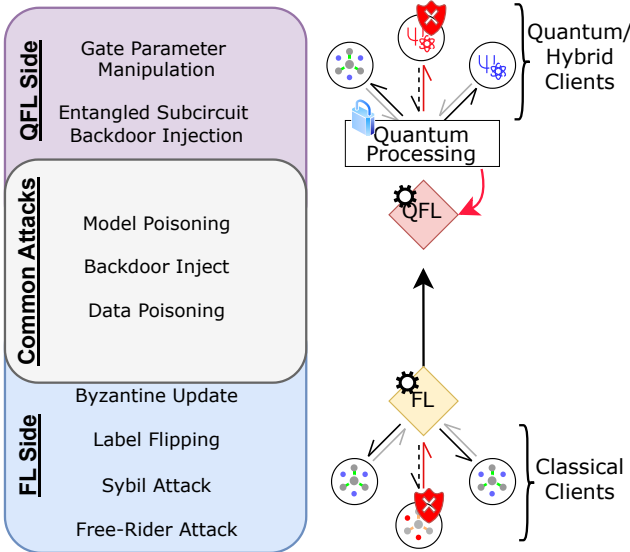 QFL Side
Gate Parameter
Manipulation
Entangled Subcircuit
Backdoor Injection
Common Attacks
Model Poisoning
Backdoor Inject
Data Poisoning
FL Side
Byzantine Update
Label Flipping
Sybil Attack
Free-Rider Attack
Quantum/
Hybrid
Clients
Quantum
Processing
QFL
FL
Classical
Clients